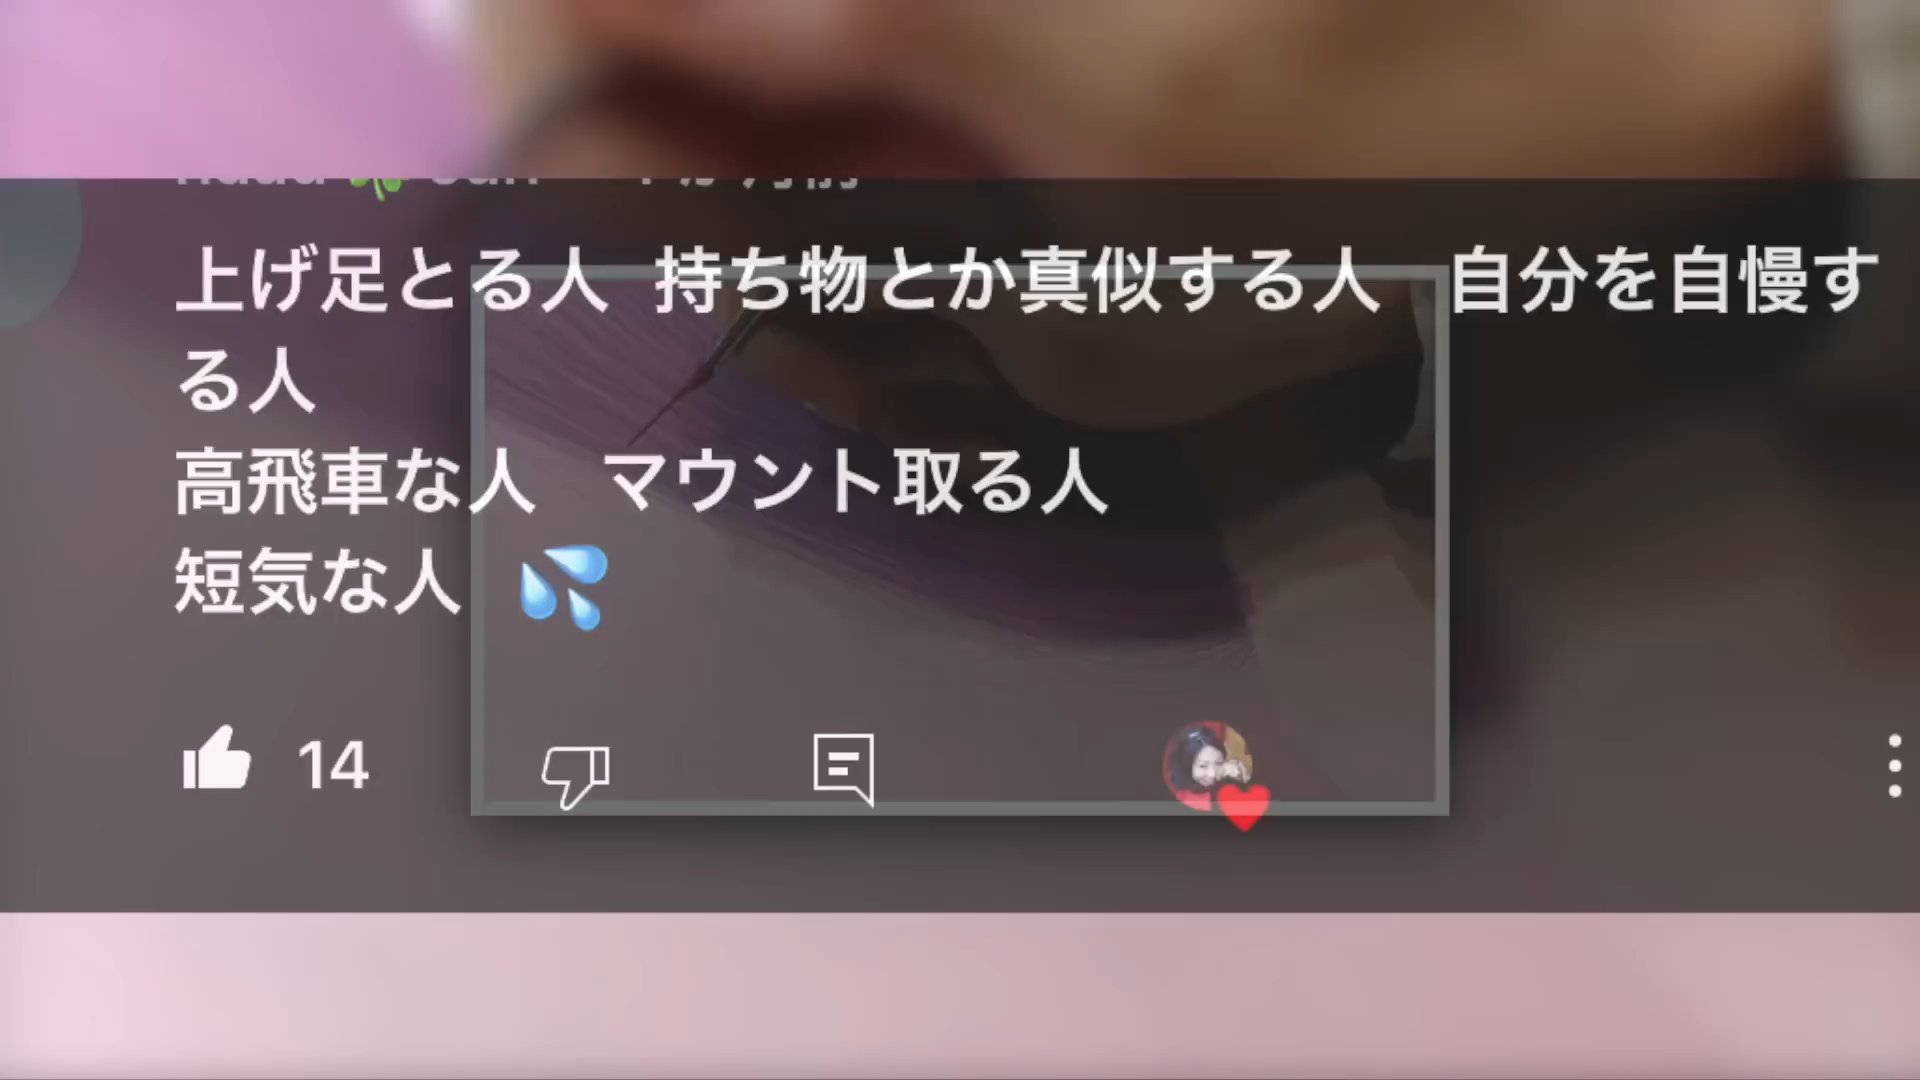 上げ足とる人 持ち物とか真似する人 自分を自慢す
る人
高飛車な人 マウント取る人
短気な人 💦
14